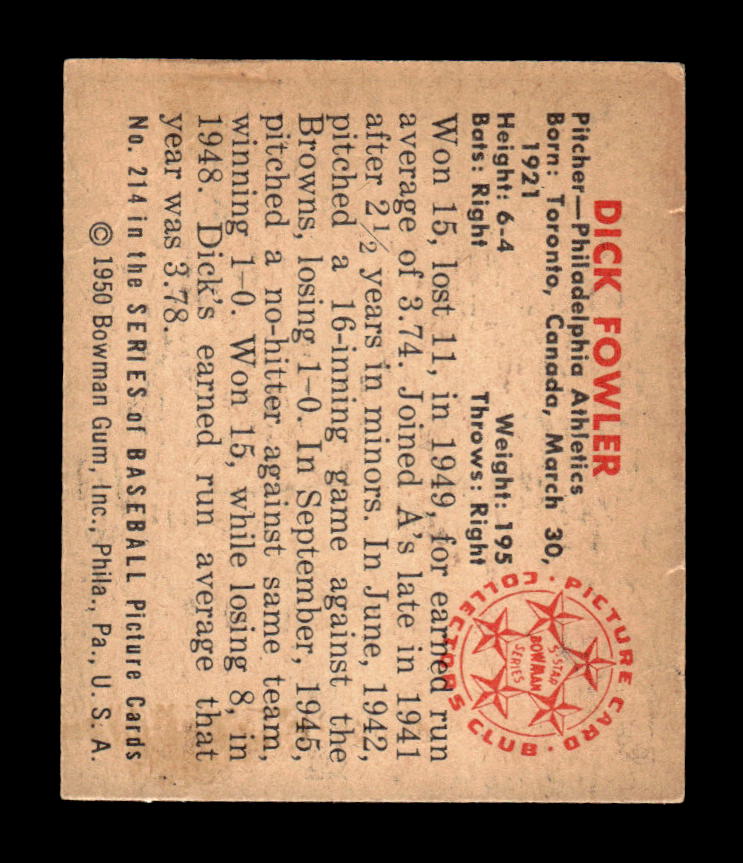 DICK FOWLER
Pitcher—Philadelphia Athletics
Born: Toronto, Canada, March 30,
1921
Height: 6-4 Weight: 195
Bats: Right Throws: Right
Won 15, lost 11, in 1949, for earned run
average of 3.74. Joined A's late in 1941
after 2½ years in minors. In June, 1942,
pitched a 16-inning game against the
Browns, losing 1-0. In September, 1945,
pitched a no-hitter against same team,
winning 1-0. Won 15, while losing 8, in
1948. Dick's earned run average that
year was 3.78.
No. 214 in the SERIES of BASEBALL Picture Cards
© 1950 Bowman Gum, Inc., Phila., Pa., U. S. A.
· PICTURE CARD · COLLECTORS CLUB
5-STAR
BOWMAN
SERIES